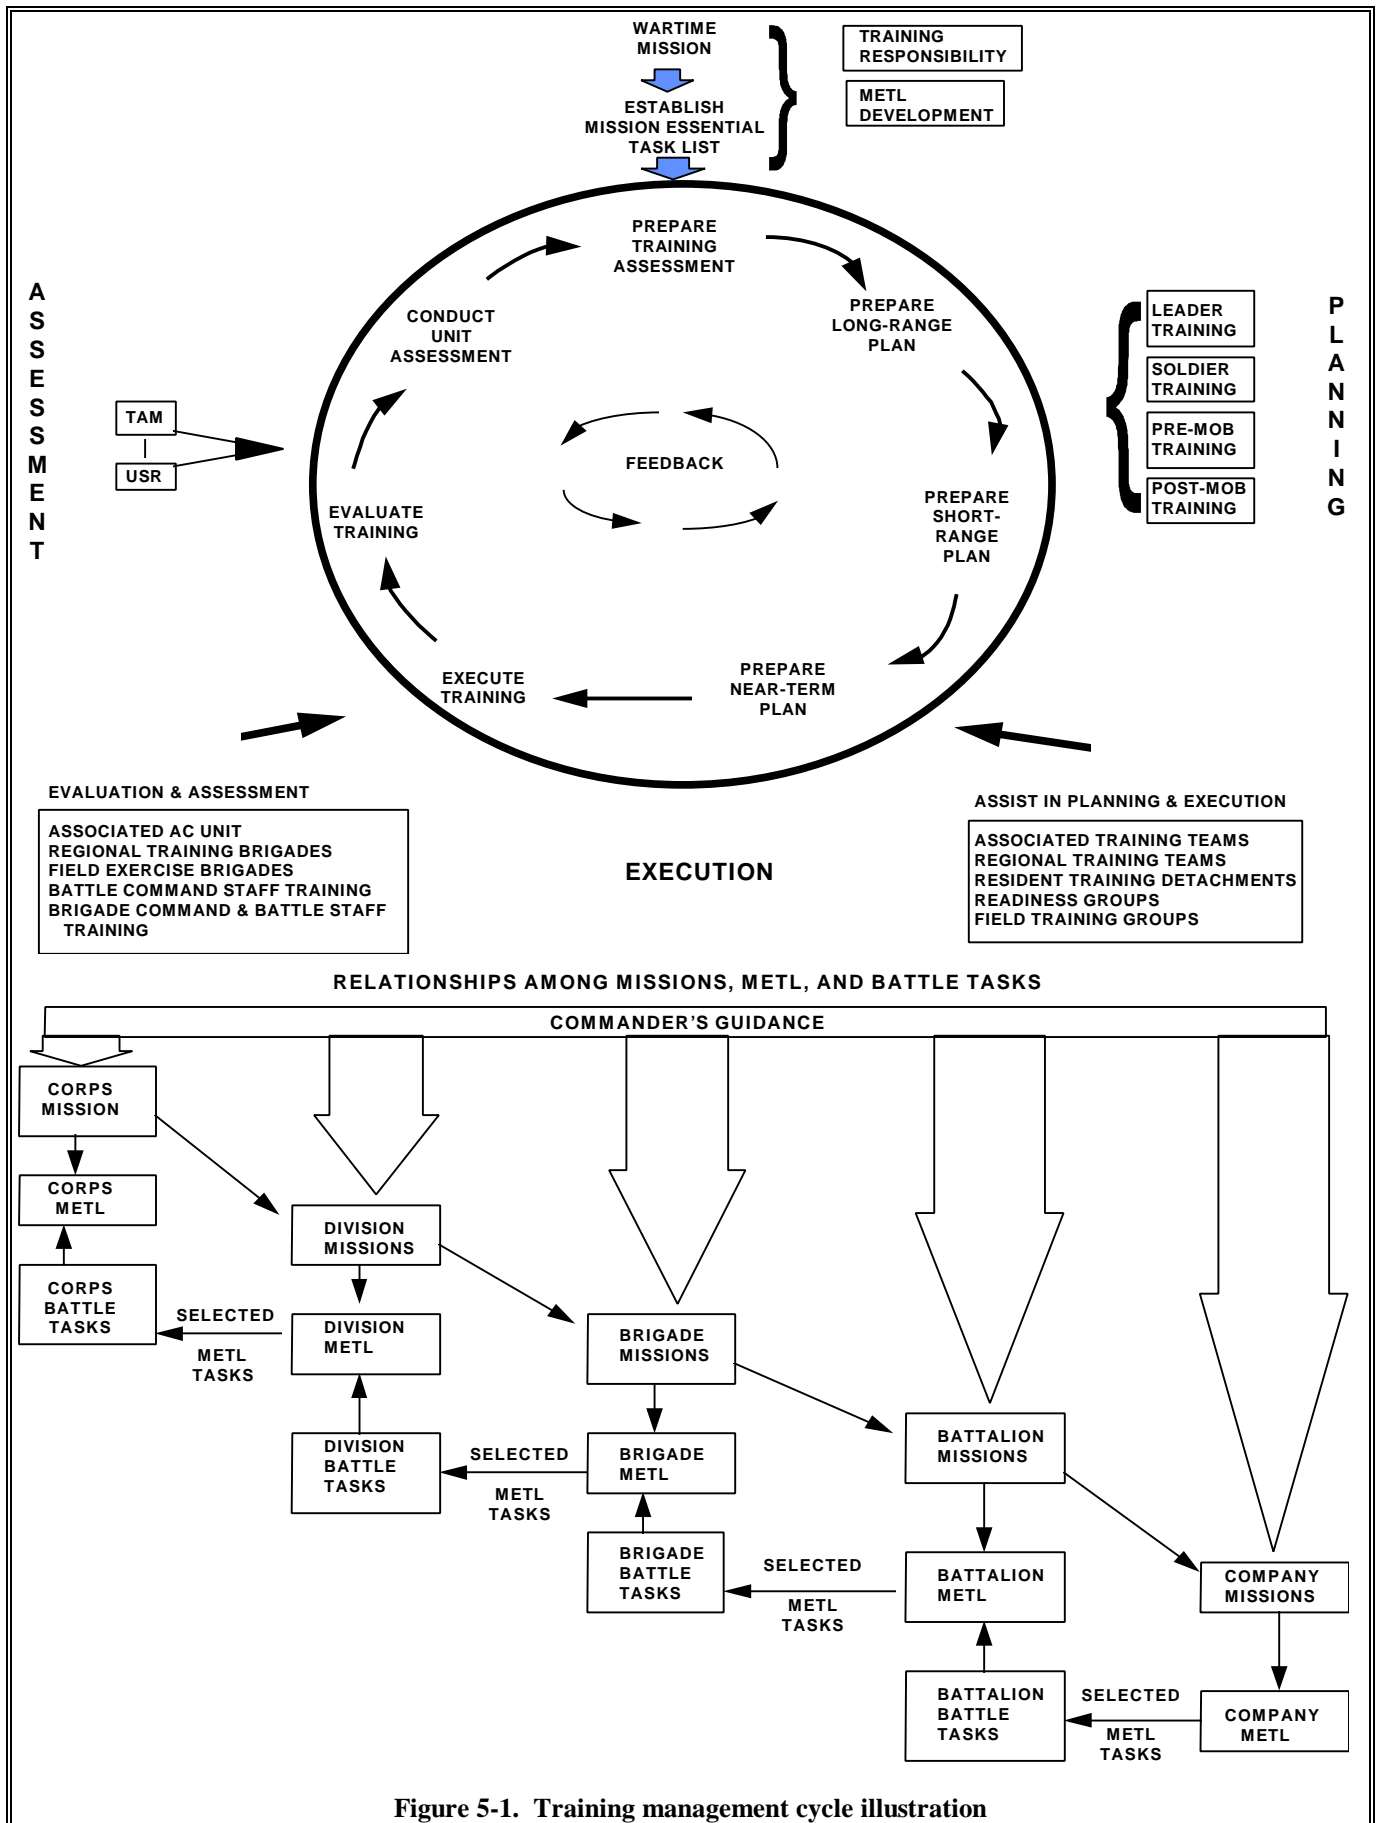 WARTIME
MISSION
ESTABLISH
MISSION ESSENTIAL
TASK LIST
TRAINING
RESPONSIBILITY
METL
DEVELOPMENT
ASSESSMENT
PLANNING
PREPARE
TRAINING
ASSESSMENT
PREPARE
LONG-RANGE
PLAN
PREPARE
SHORT-
RANGE
PLAN
PREPARE
NEAR-TERM
PLAN
EXECUTE
TRAINING
EVALUATE
TRAINING
CONDUCT
UNIT
ASSESSMENT
FEEDBACK
TAM
USR
LEADER
TRAINING
SOLDIER
TRAINING
PRE-MOB
TRAINING
POST-MOB
TRAINING
EVALUATION & ASSESSMENT
ASSOCIATED AC UNIT
REGIONAL TRAINING BRIGADES
FIELD EXERCISE BRIGADES
BATTLE COMMAND STAFF TRAINING
BRIGADE COMMAND & BATTLE STAFF
TRAINING
EXECUTION
ASSIST IN PLANNING & EXECUTION
ASSOCIATED TRAINING TEAMS
REGIONAL TRAINING TEAMS
RESIDENT TRAINING DETACHMENTS
READINESS GROUPS
FIELD TRAINING GROUPS
RELATIONSHIPS AMONG MISSIONS, METL, AND BATTLE TASKS
COMMANDER'S GUIDANCE
CORPS
MISSION
CORPS
METL
CORPS
BATTLE
TASKS
SELECTED
METL
TASKS
DIVISION
MISSIONS
DIVISION
METL
DIVISION
BATTLE
TASKS
SELECTED
METL
TASKS
BRIGADE
MISSIONS
BRIGADE
METL
BRIGADE
BATTLE
TASKS
SELECTED
METL
TASKS
BATTALION
MISSIONS
BATTALION
METL
BATTALION
BATTLE
TASKS
SELECTED
METL
TASKS
COMPANY
MISSIONS
COMPANY
METL
Figure 5-1. Training management cycle illustration